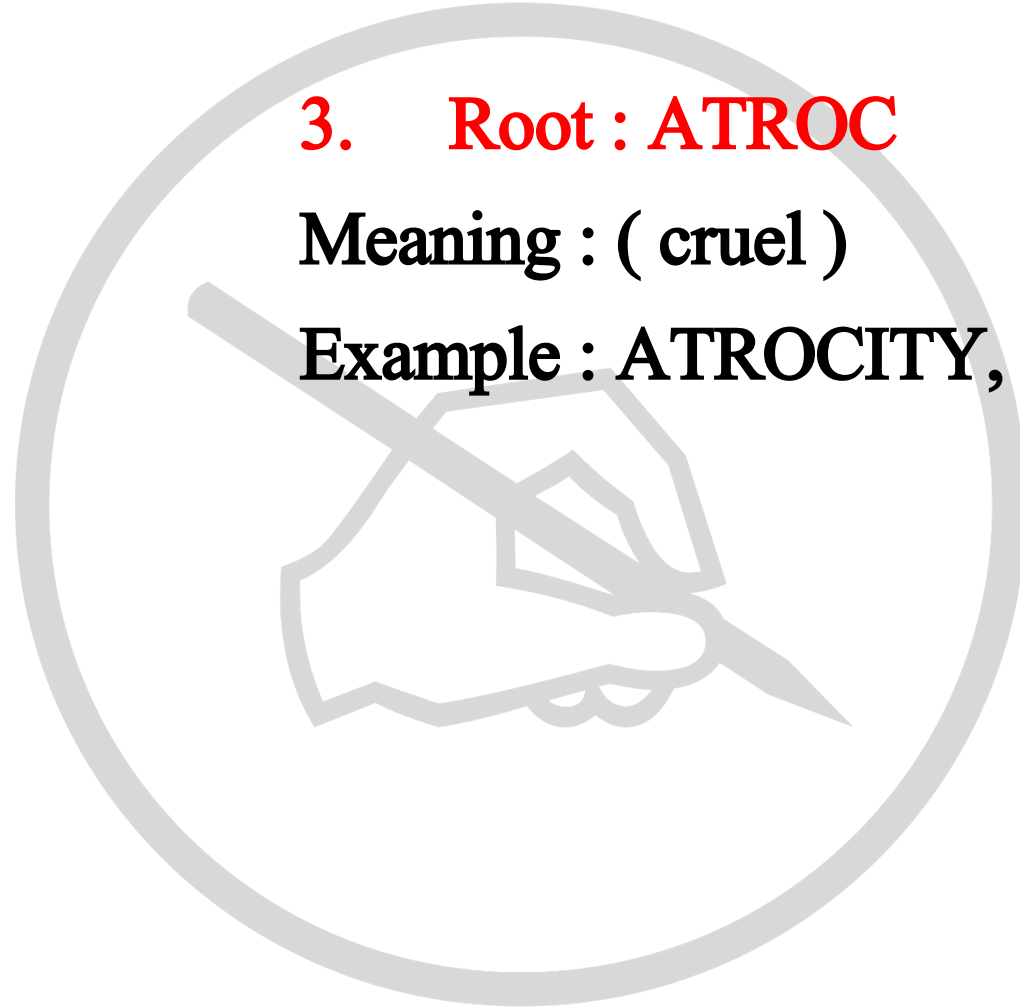 3. Root : ATROC
Meaning : ( cruel )
Example : ATROCITY,